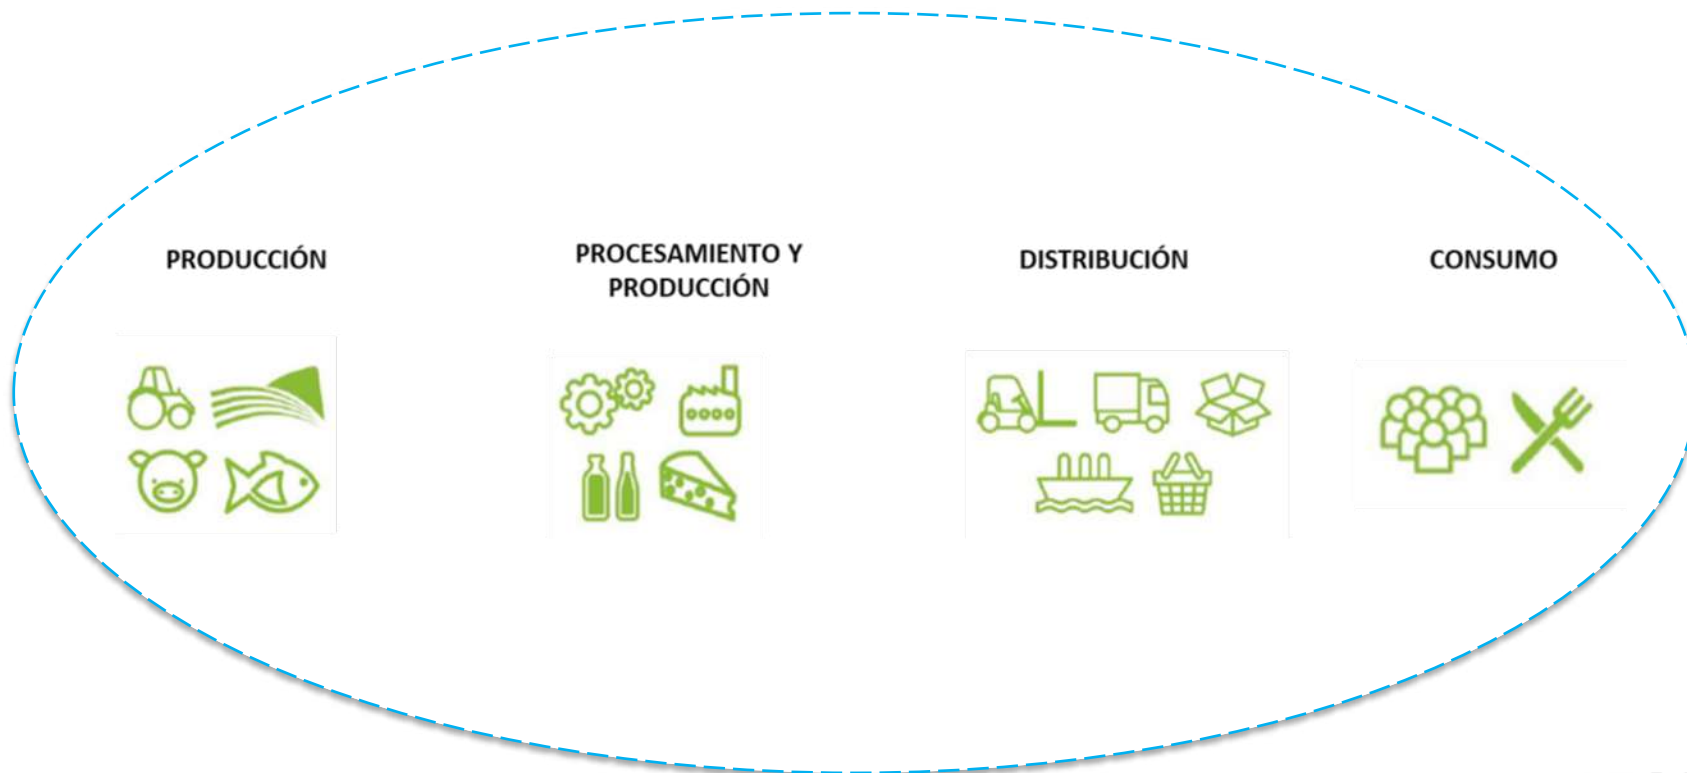 PRODUCCIÓN
PROCESAMIENTO Y
PRODUCCIÓN
DISTRIBUCIÓN
CONSUMO